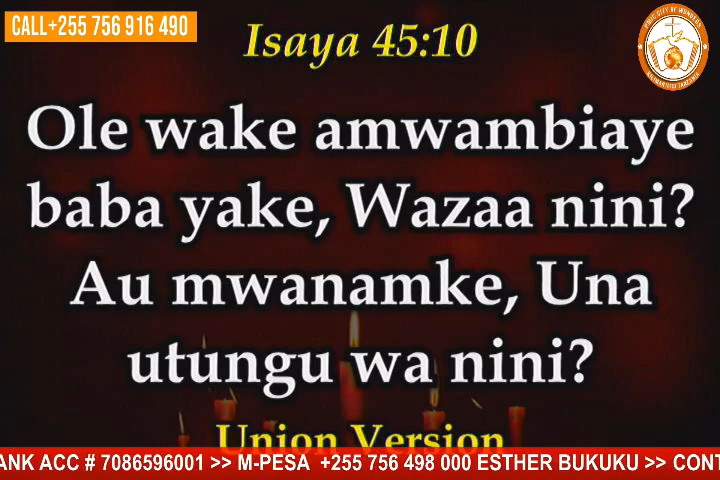 CALL+255 756 916 490
Isaya 45:10
Ole wake amwambiaye
baba yake, Wazaa nini?
Au mwanamke, Una
utungu wa nini?
Union Version
ANK ACC # 7086596001 >> M-PESA +255 756 498 000 ESTHER BUKUKU >> CONT